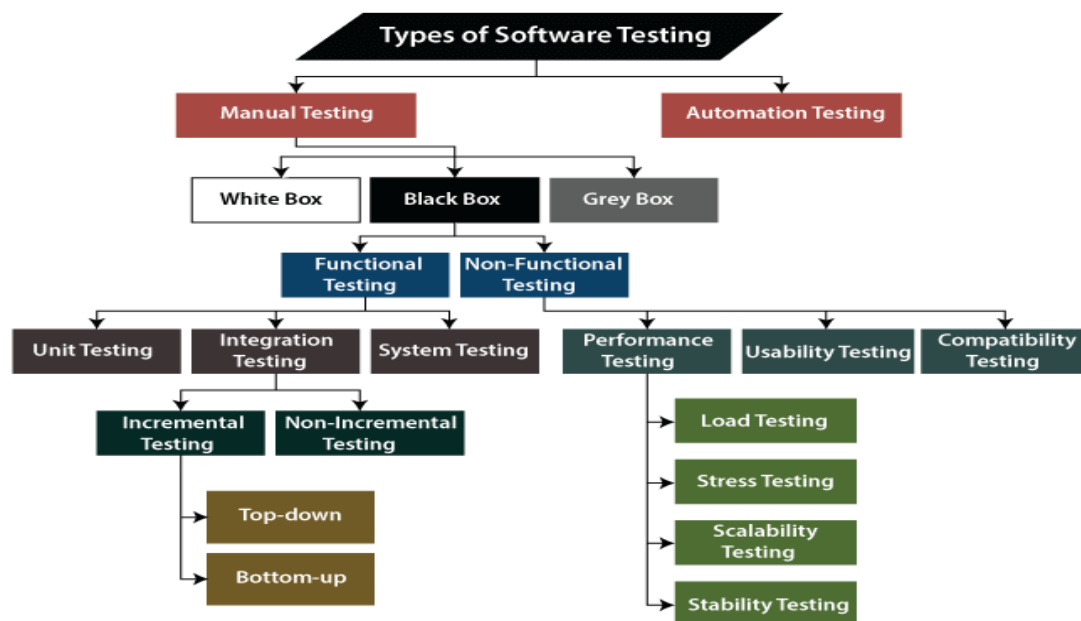 Types of Software Testing
Manual Testing
Automation Testing
White Box
Black Box
Grey Box
Functional
Testing
Non-Functional
Testing
Unit Testing
Integration
Testing
System Testing
Performance
Testing
Usability Testing
Compatibility
Testing
Incremental
Testing
Non-Incremental
Testing
Load Testing
Stress Testing
Top-down
Scalability
Testing
Bottom-up
Stability Testing